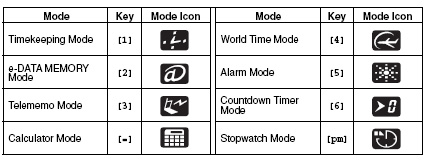 Mode Key Mode Icon Mode Key Mode Icon
Timekeeping Mode [1] World Time Mode [4]
e-DATA MEMORY
Mode [2] @ Alarm Mode [5]
Telememo Mode [3] Countdown Timer
Mode [6] >0
Calculator Mode [=] Stopwatch Mode [pm]